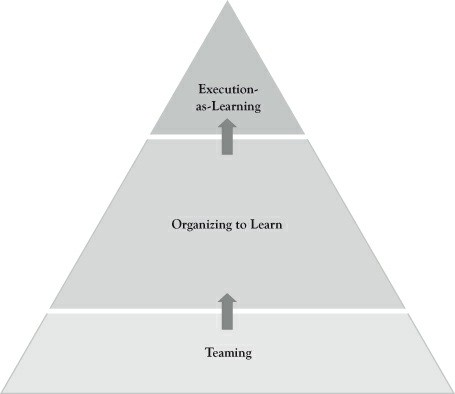 Execution-
as-Learning
Organizing to Learn
Teaming